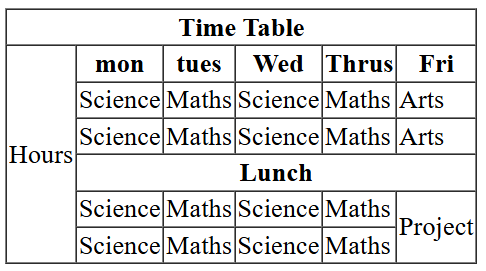 Time Table
mon tues Wed Thrus Fri
Science Maths Science Maths Arts
Science Maths Science Maths Arts
Hours
Lunch
Science Maths Science Maths
Project
Science Maths Science Maths